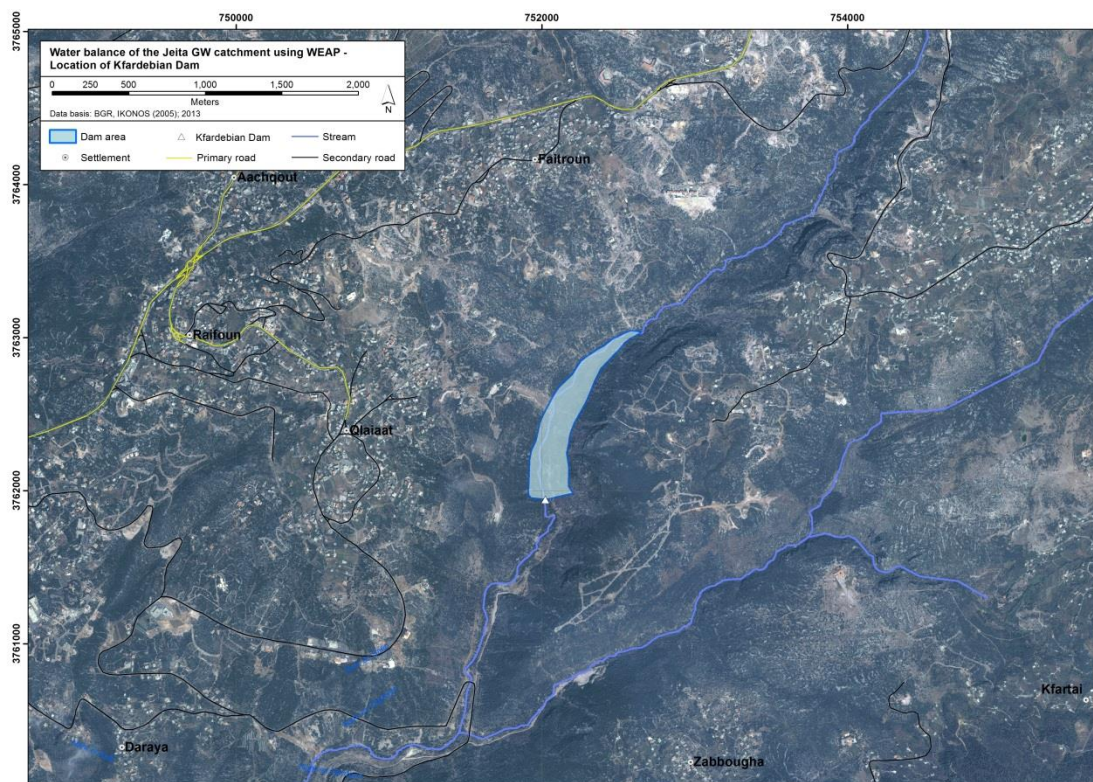 750000
752000
754000
3765000
Water balance of the Jeita GW catchment using WEAP -
Location of Kfardebian Dam
0 250 500 1,000 1,500 2,000
Meters
N
Data basis: BGR, IKONOS (2005); 2013
Dam area
Kfardebian Dam
Stream
Settlement
Primary road
Secondary road
Faitroun
Aachqout
3764000
Raifoun
3763000
Qlaiaat
3762000
3761000
Kfartai
Daraya
Zabbougha